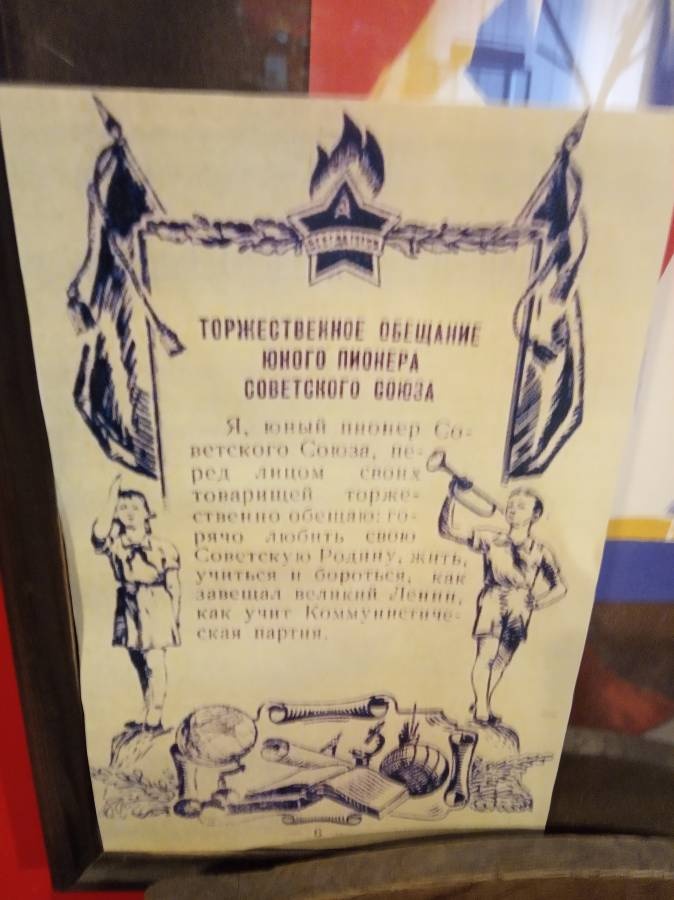 ТОРЖЕСТВЕННОЕ ОБЕЩАНИЕ
ЮНОГО ПИОНЕРА
СОВЕТСКОГО СОЮЗА
Я, юный пионер Со-
ветского Союза, пе-
ред лицом своих
товарищей торже-
ственно обещаю: го-
рячо любить свою
Советскую Родину, жить,
учиться и бороться, как
завещал великий Ленин,
как учит Коммунистиче-
ская партия.
6